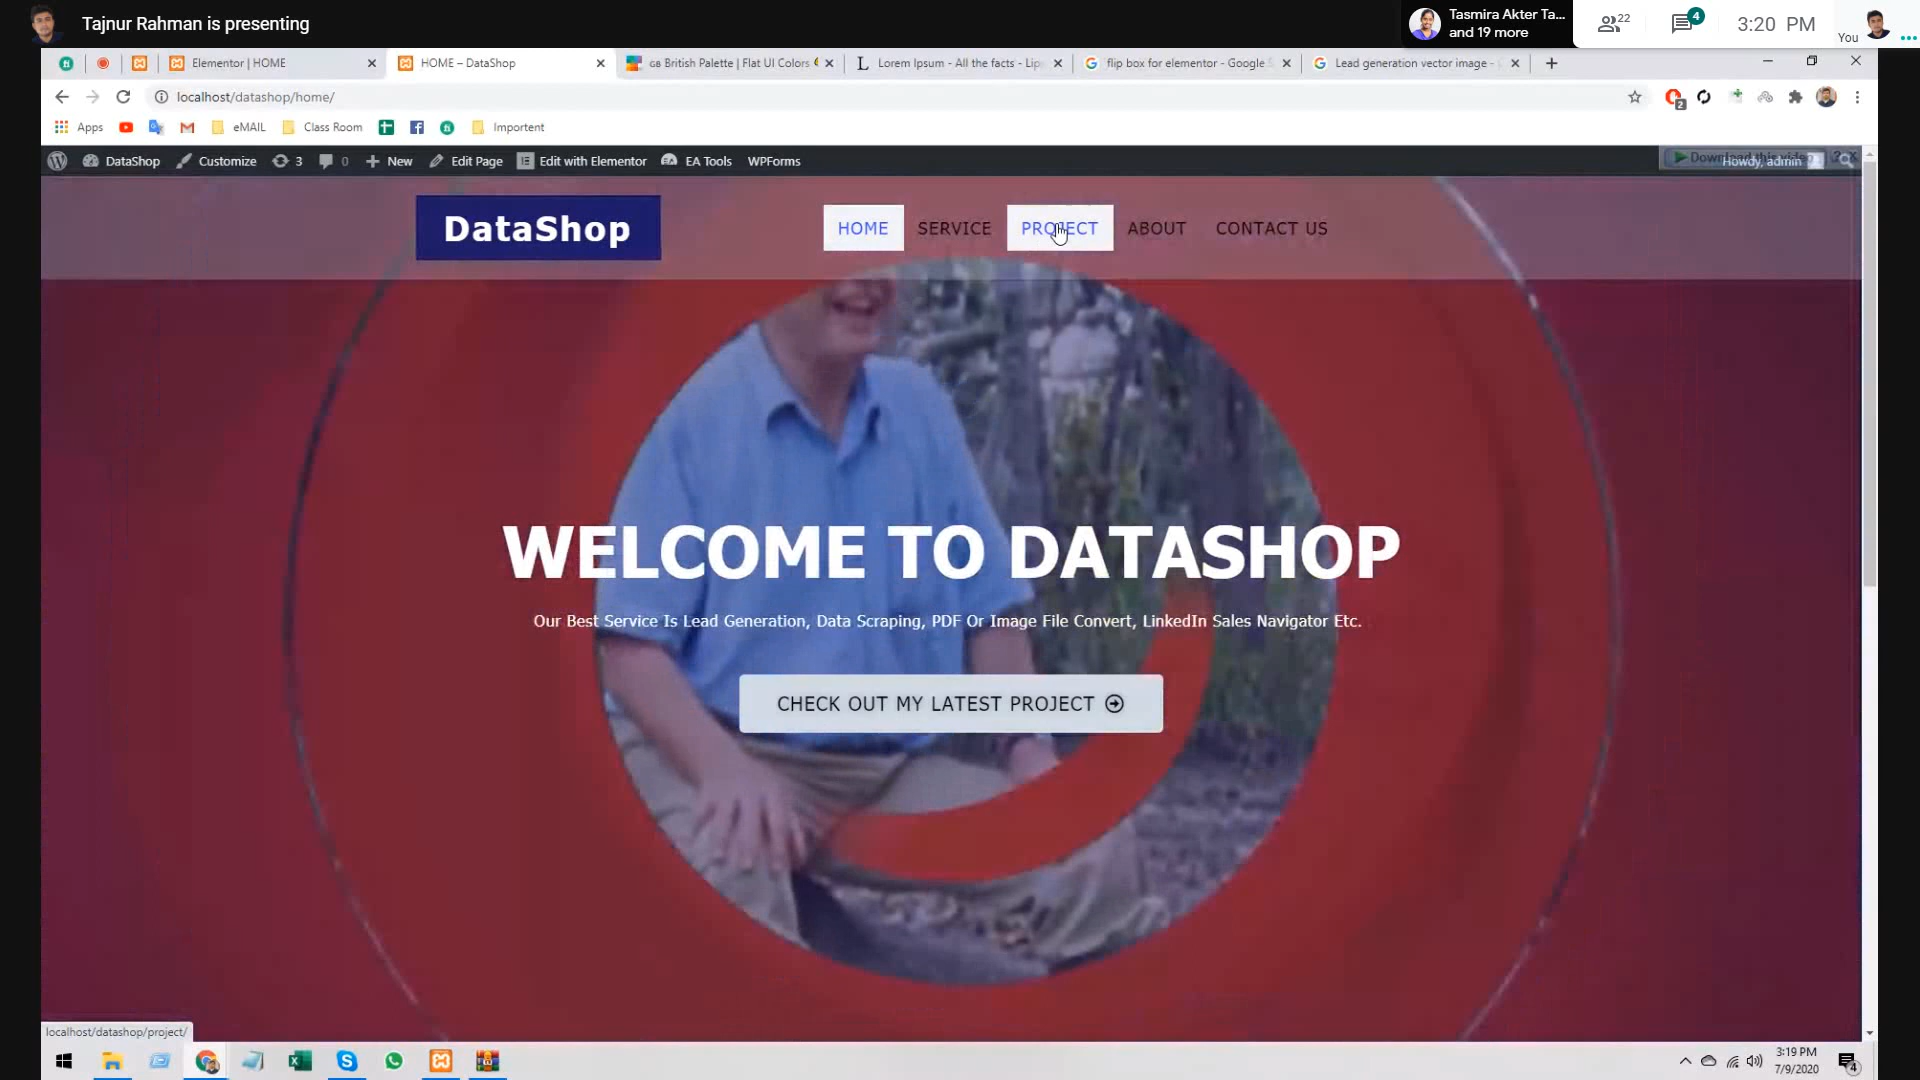 Tajnur Rahman is presenting
Tasmira Akter Ta...
and 19 more
22
4
3:20 PM
You
Elementor | HOME
HOME – DataShop
GB British Palette | Flat UI Colors
Lorem Ipsum - All the facts - Lip
flip box for elementor - Google S
Lead generation vector image -
localhost/datashop/home/
2
Apps
eMAIL
Class Room
Importent
DataShop
Customize
3
0
New
Edit Page
Edit with Elementor
EA Tools
WPForms
Howdy, admin
DataShop
HOME
SERVICE
PROJECT
ABOUT
CONTACT US
WELCOME TO DATASHOP
Our Best Service Is Lead Generation, Data Scraping, PDF Or Image File Convert, LinkedIn Sales Navigator Etc.
CHECK OUT MY LATEST PROJECT
localhost/datashop/project/
3:19 PM
7/9/2020
4